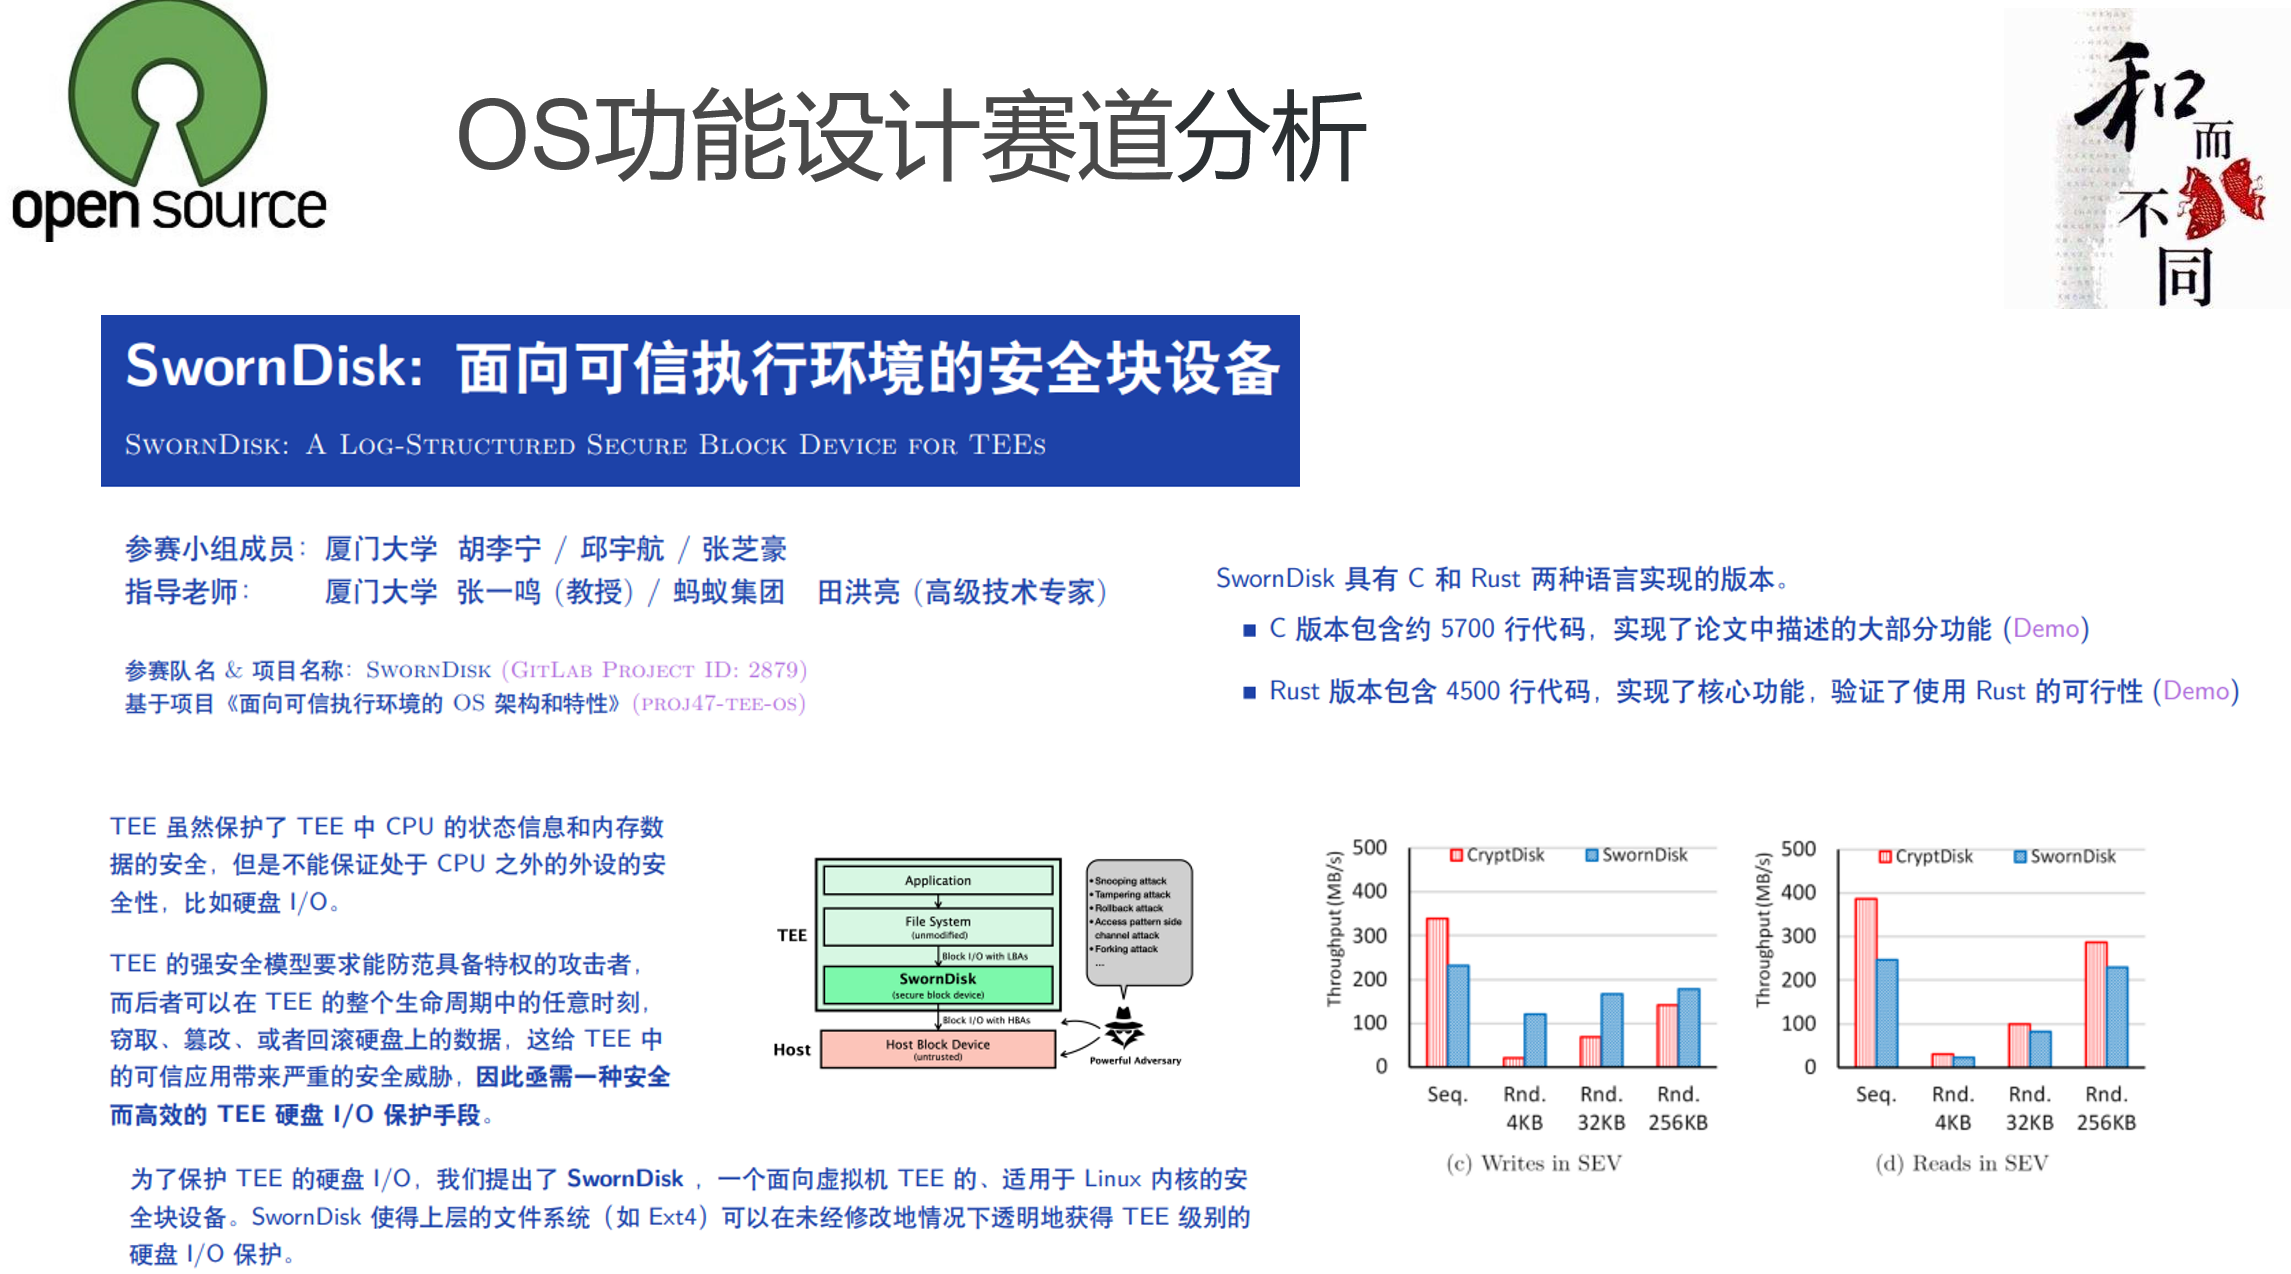 open source
OS功能设计赛道分析
和
而
不
同
SwornDisk: 面向可信执行环境的安全块设备
SwornDisk: A Log-Structured Secure Block Device for TEEs
参赛小组成员: 厦门大学 胡李宁 / 邱宇航 / 张芝豪
指导老师: 厦门大学 张一鸣 (教授) / 蚂蚁集团 田洪亮 (高级技术专家)
参赛队名 & 项目名称: SwornDisk (GitLab Project ID: 2879)
基于项目《面向可信执行环境的 OS 架构和特性》(proj47-tee-os)
SwornDisk 具有 C 和 Rust 两种语言实现的版本。
■ C 版本包含约 5700 行代码, 实现了论文中描述的大部分功能 (Demo)
■ Rust 版本包含 4500 行代码, 实现了核心功能, 验证了使用 Rust 的可行性 (Demo)
TEE 虽然保护了 TEE 中 CPU 的状态信息和内存数
据的安全, 但是不能保证处于 CPU 之外的外设的安
全性, 比如硬盘 I/O。
TEE 的强安全模型要求能防范具备特权的攻击者,
而后者可以在 TEE 的整个生命周期中的任意时刻,
窃取、篡改、或者回滚硬盘上的数据, 这给 TEE 中
的可信应用带来严重的安全威胁, 因此亟需一种安全
而高效的 TEE 硬盘 I/O 保护手段。
TEE
Application
File System
(unmodified)
Block I/O with LBAs
SwornDisk
(secure block device)
Block I/O with HBAs
Host
Host Block Device
(untrusted)
•Snooping attack
•Tampering attack
•Rollback attack
•Access pattern side
channel attack
•Forking attack
...
Powerful Adversary
Throughput (MB/s)
500
400
300
200
100
0
CryptDisk SwornDisk
Seq. Rnd. Rnd. Rnd.
4KB 32KB 256KB
(c) Writes in SEV
Throughput (MB/s)
500
400
300
200
100
0
CryptDisk SwornDisk
Seq. Rnd. Rnd. Rnd.
4KB 32KB 256KB
(d) Reads in SEV
为了保护 TEE 的硬盘 I/O, 我们提出了 SwornDisk , 一个面向虚拟机 TEE 的、适用于 Linux 内核的安
全块设备。SwornDisk 使得上层的文件系统 (如 Ext4) 可以在未经修改地情况下透明地获得 TEE 级别的
硬盘 I/O 保护。